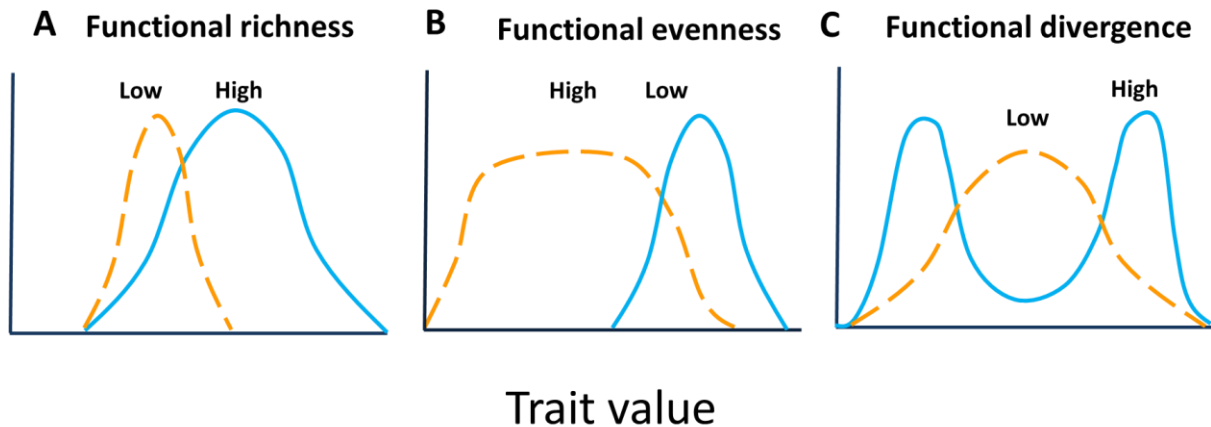 A Functional richness
B Functional evenness
C Functional divergence
Low High
High Low
Low
High
Trait value